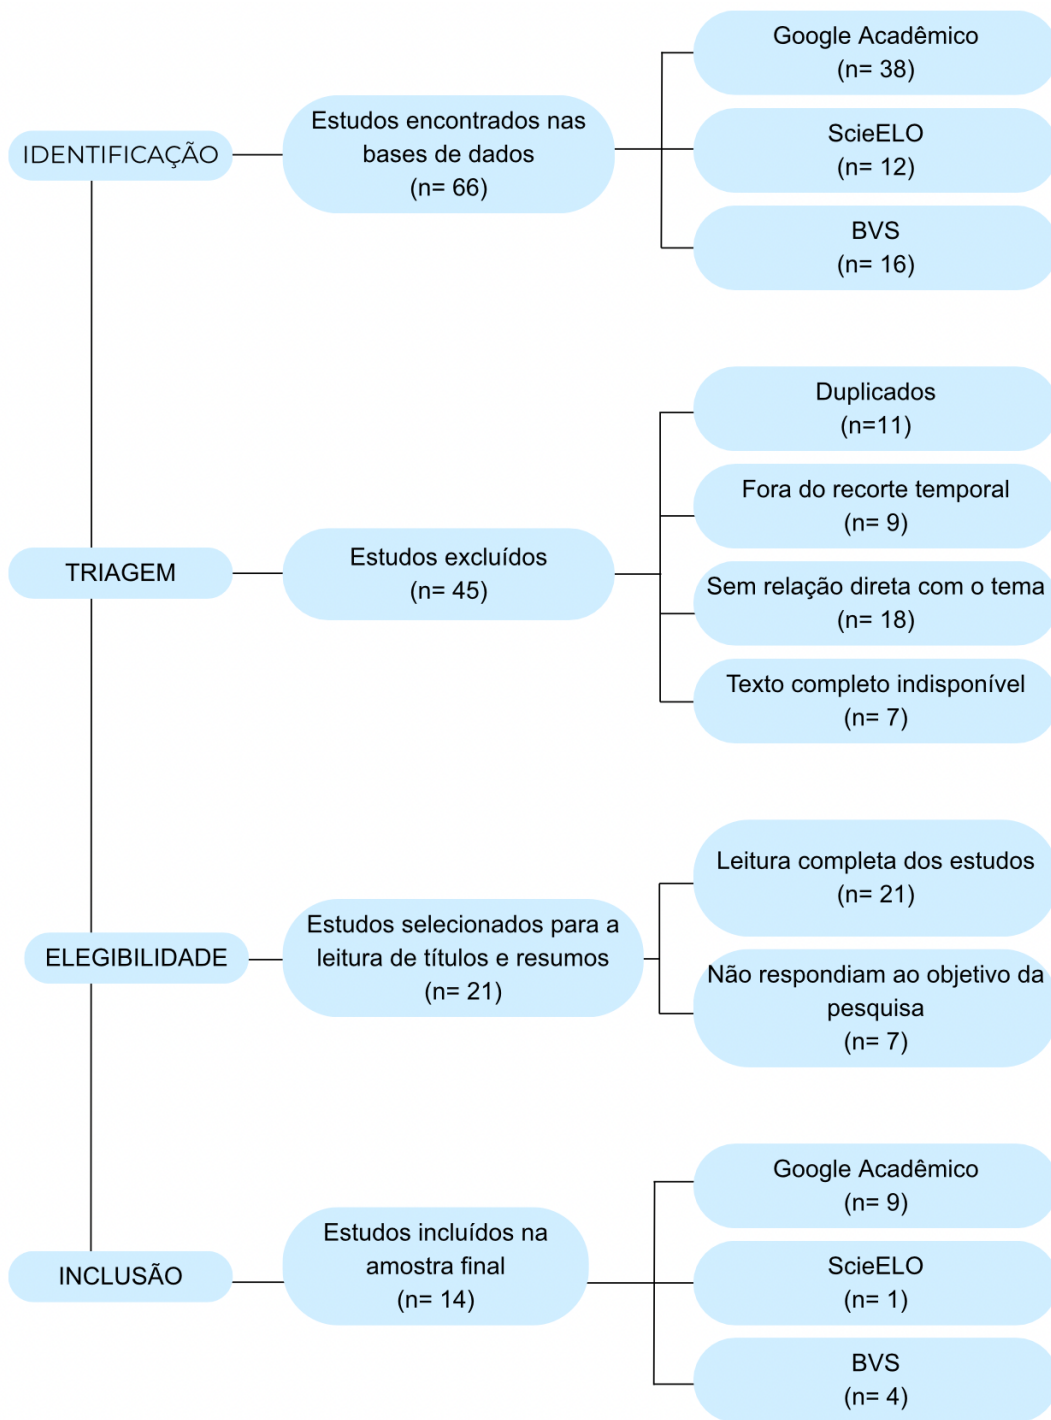 IDENTIFICAÇÃO
Estudos encontrados nas
bases de dados
(n= 66)
Google Acadêmico
(n= 38)
ScieELO
(n= 12)
BVS
(n= 16)
TRIAGEM
Estudos excluídos
(n= 45)
Duplicados
(n=11)
Fora do recorte temporal
(n= 9)
Sem relação direta com o tema
(n= 18)
Texto completo indisponível
(n= 7)
ELEGIBILIDADE
Estudos selecionados para a
leitura de títulos e resumos
(n= 21)
Leitura completa dos estudos
(n= 21)
Não respondiam ao objetivo da
pesquisa
(n= 7)
INCLUSÃO
Estudos incluídos na
amostra final
(n= 14)
Google Acadêmico
(n= 9)
ScieELO
(n= 1)
BVS
(n= 4)